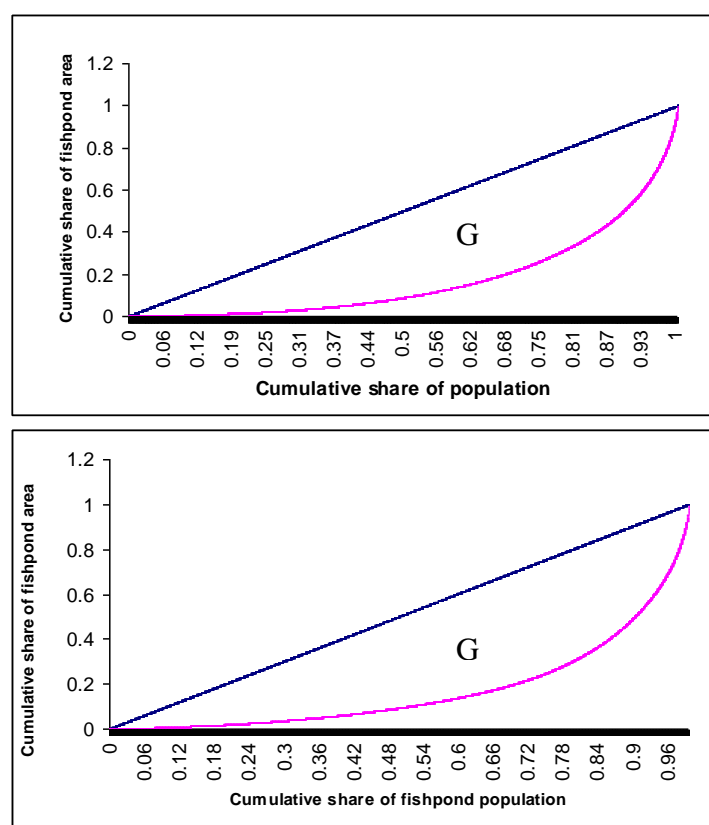 1.2
1
0.8
0.6
0.4
0.2
0
Cumulative share of fishpond area
G
0 0.06 0.12 0.19 0.25 0.31 0.37 0.44 0.5 0.56 0.62 0.68 0.75 0.81 0.87 0.93 1
Cumulative share of population
1.2
1
0.8
0.6
0.4
0.2
0
Cumulative share of fishpond area
G
0 0.06 0.12 0.18 0.24 0.3 0.36 0.42 0.48 0.54 0.6 0.66 0.72 0.78 0.84 0.9 0.96
Cumulative share of fishpond population